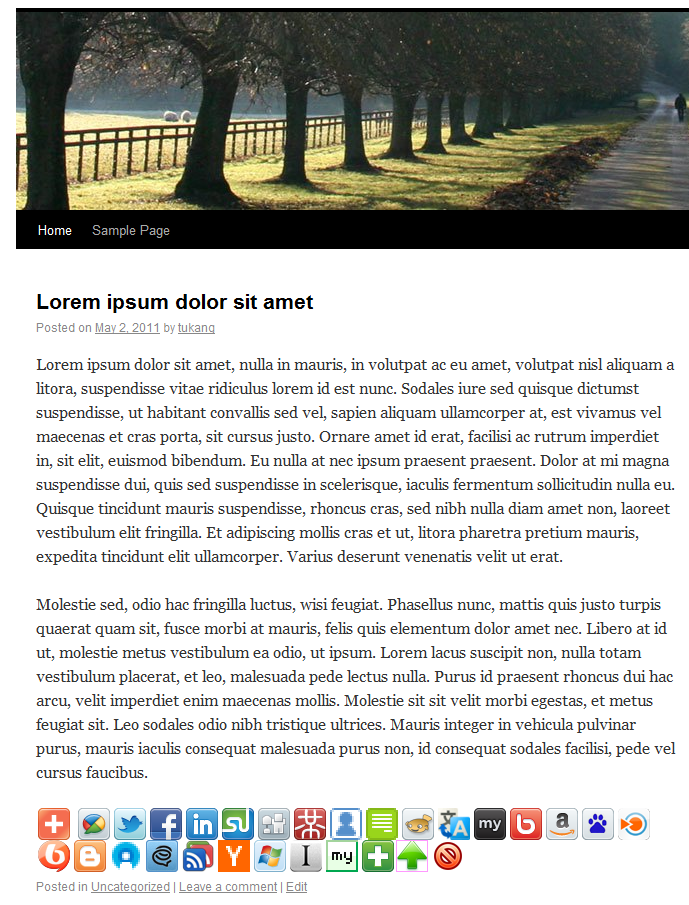 Home Sample Page
Lorem ipsum dolor sit amet
Posted on May 2, 2011 by tukang
Lorem ipsum dolor sit amet, nulla in mauris, in volutpat ac eu amet, volutpat nisl aliquam a
litora, suspendisse vitae ridiculus lorem id est nunc. Sodales iure sed quisque dictumst
suspendisse, ut habitant convallis sed vel, sapien aliquam ullamcorper at, est vivamus vel
maecenas et cras porta, sit cursus justo. Ornare amet id erat, facilisi ac rutrum imperdiet
in, sit elit, euismod bibendum. Eu nulla at nec ipsum praesent praesent. Dolor at mi magna
suspendisse dui, quis sed suspendisse in scelerisque, iaculis fermentum sollicitudin nulla eu.
Quisque tincidunt mauris suspendisse, rhoncus cras, sed nibh nulla diam amet non, laoreet
vestibulum elit fringilla. Et adipiscing mollis cras et ut, litora pharetra pretium mauris,
expedita tincidunt elit ullamcorper. Varius deserunt venenatis velit ut erat.
Molestie sed, odio hac fringilla luctus, wisi feugiat. Phasellus nunc, mattis quis justo turpis
quaerat quam sit, fusce morbi at mauris, felis quis elementum dolor amet nec. Libero at id
ut, molestie metus vestibulum ea odio, ut ipsum. Lorem lacus suscipit non, nulla totam
vestibulum placerat, et leo, malesuada pede lectus nulla. Purus id praesent rhoncus dui hac
arcu, velit imperdiet enim maecenas mollis. Molestie sit sit velit morbi egestas, et metus
feugiat sit. Leo sodales odio nibh tristique ultrices. Mauris integer in vehicula pulvinar
purus, mauris iaculis consequat malesuada purus non, id consequat sodales facilisi, pede vel
cursus faucibus.
f in 文 A my b a
B Y I my
Posted in Uncategorized | Leave a comment | Edit